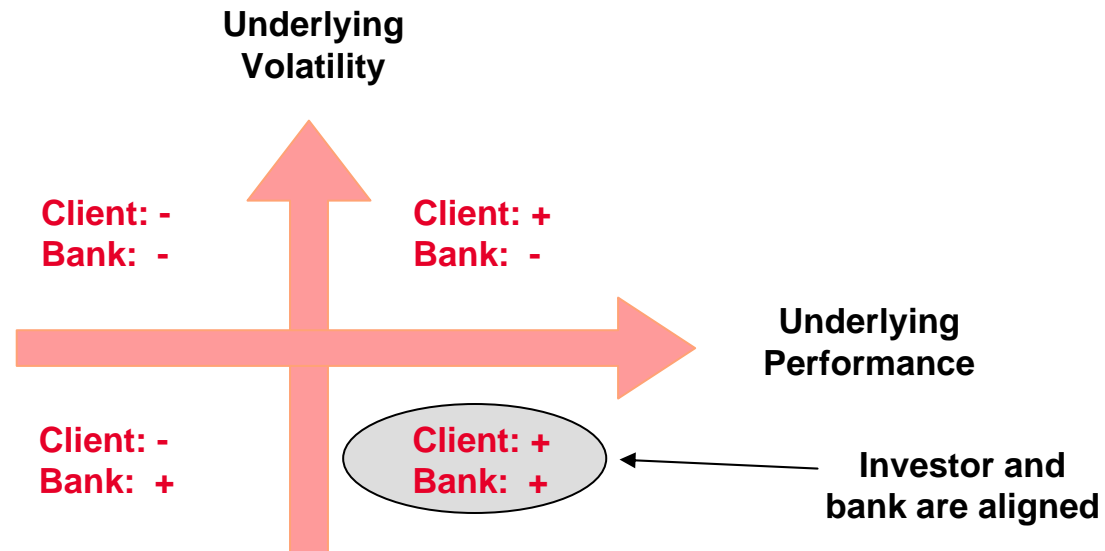 Underlying
Volatility
Client: -
Bank:  -
Client: +
Bank:  -
Underlying
Performance
Client: -
Bank:  +
Client: +
Bank:  +
Investor and
bank are aligned